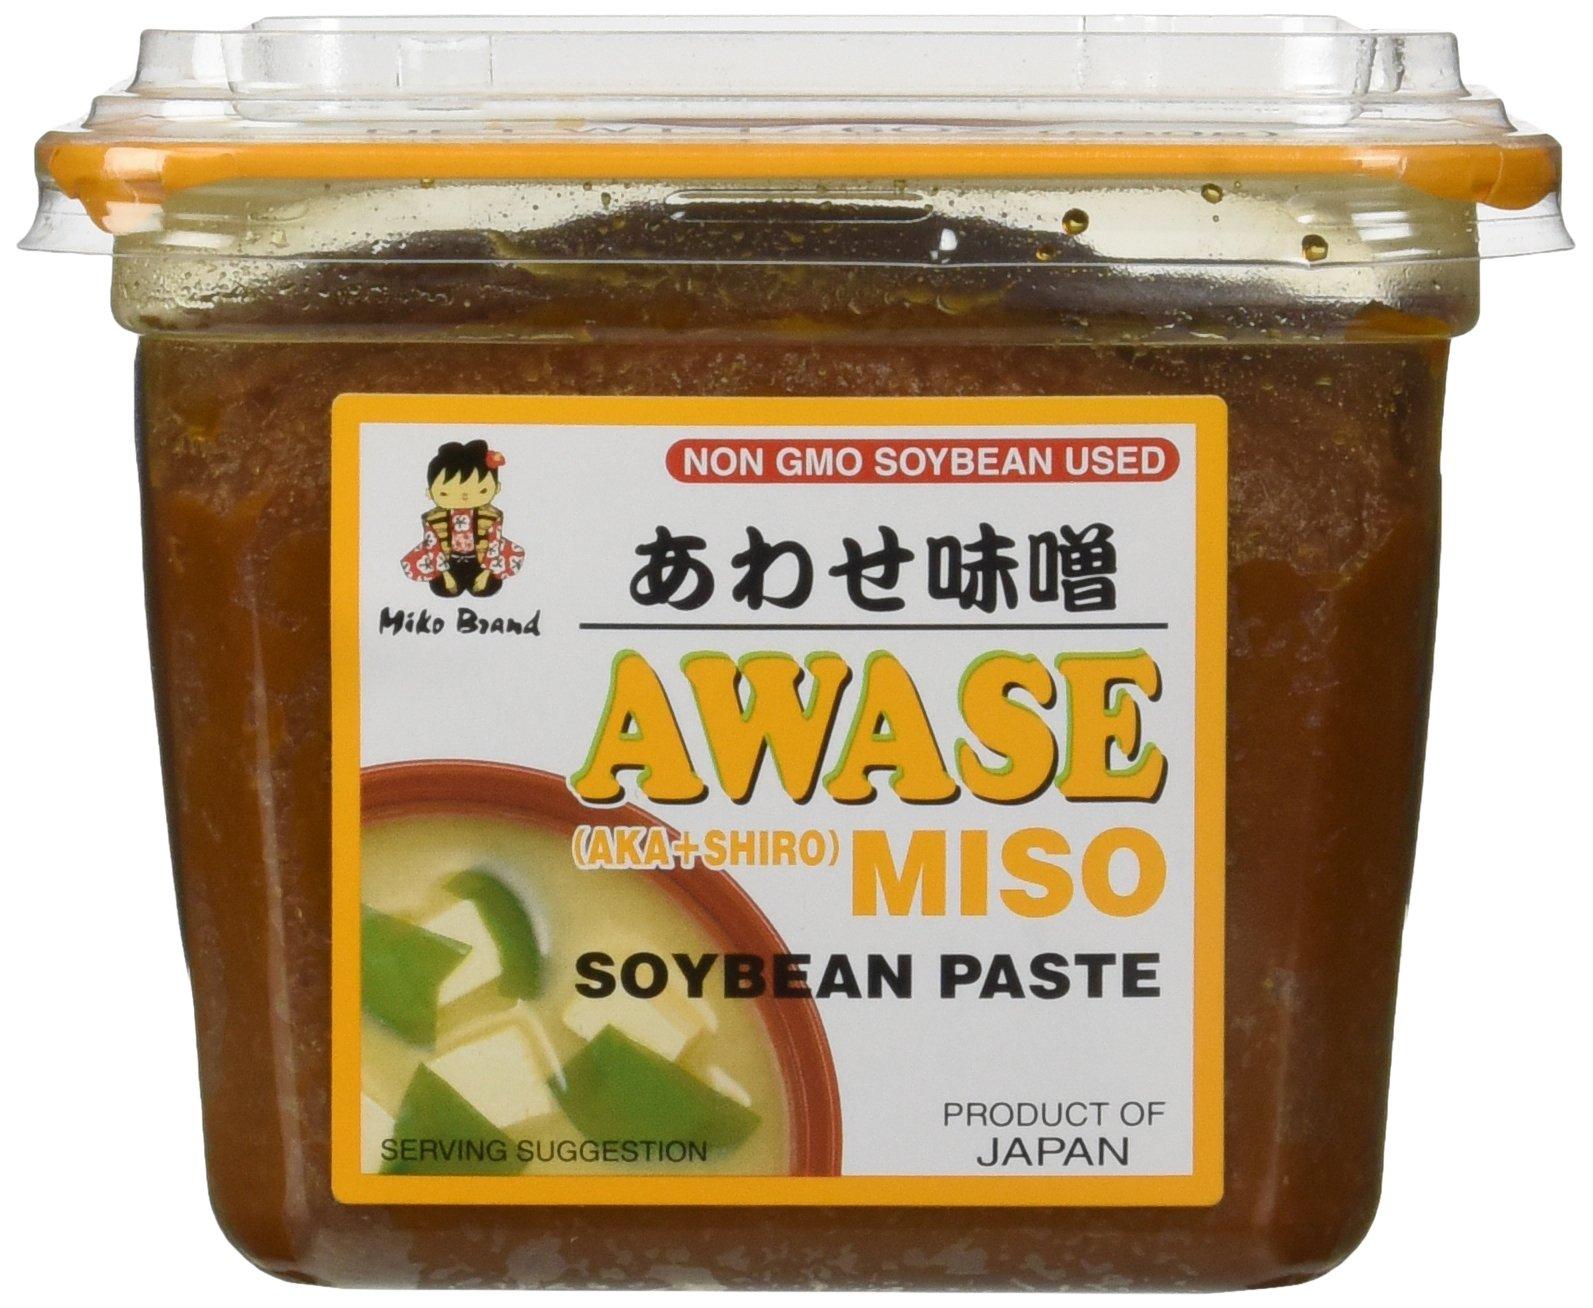 NON GMO SOYBEAN USED
Miko Brand
あわせ味噌
AWASE
(AKA+SHIRO) MISO
SOYBEAN PASTE
PRODUCT OF
JAPAN
SERVING SUGGESTION